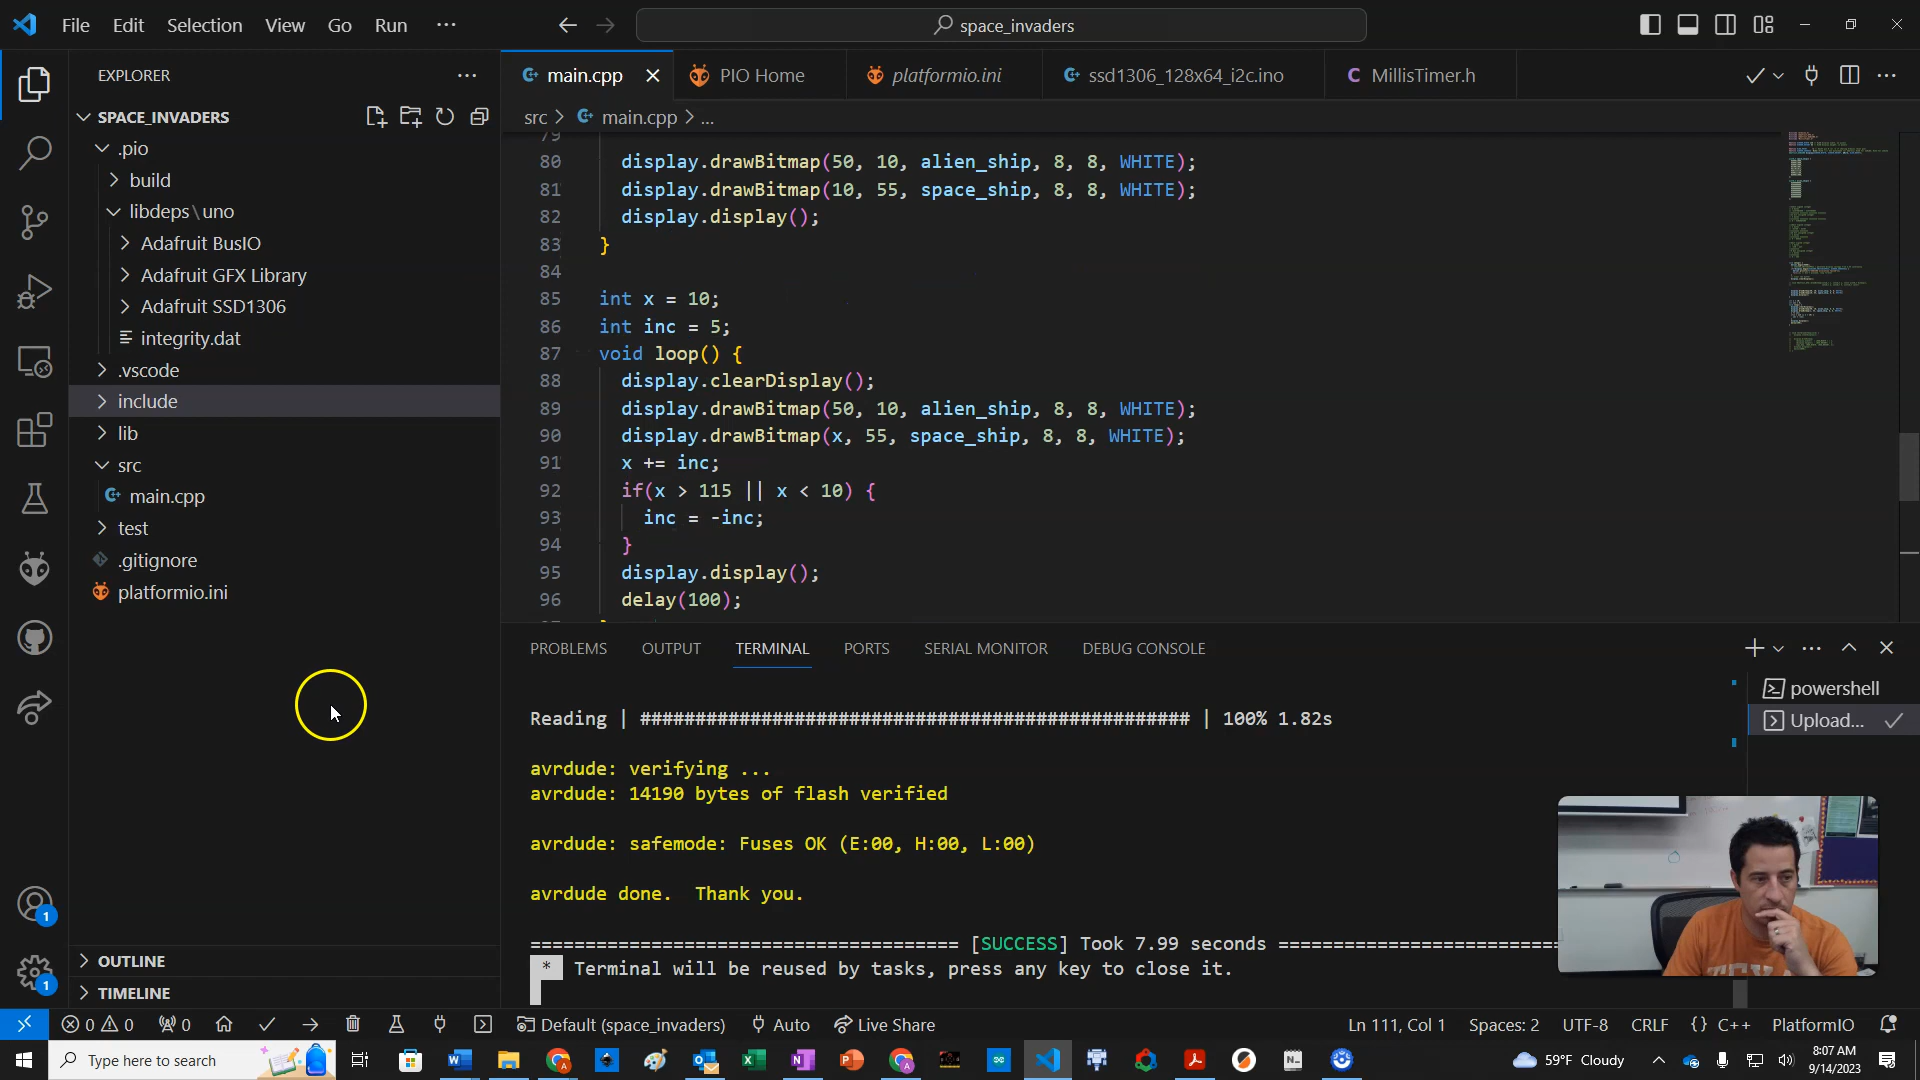 File Edit Selection View Go Run ···
space_invaders
EXPLORER
SPACE_INVADERS
.pio
build
libdeps\uno
Adafruit BusIO
Adafruit GFX Library
Adafruit SSD1306
integrity.dat
.vscode
include
lib
src
main.cpp
test
.gitignore
platformio.ini
OUTLINE
TIMELINE
main.cpp
PIO Home
platformio.ini
ssd1306_128x64_i2c.ino
MillisTimer.h
src > main.cpp > ...
79
80 display.drawBitmap(50, 10, alien_ship, 8, 8, WHITE);
81 display.drawBitmap(10, 55, space_ship, 8, 8, WHITE);
82 display.display();
83 }
84
85 int x = 10;
86 int inc = 5;
87 void loop() {
88 display.clearDisplay();
89 display.drawBitmap(50, 10, alien_ship, 8, 8, WHITE);
90 display.drawBitmap(x, 55, space_ship, 8, 8, WHITE);
91 x += inc;
92 if(x > 115 || x < 10) {
93 inc = -inc;
94 }
95 display.display();
96 delay(100);
PROBLEMS OUTPUT TERMINAL PORTS SERIAL MONITOR DEBUG CONSOLE
powershell
Upload...
Reading | ################################################## | 100% 1.82s
avrdude: verifying ...
avrdude: 14190 bytes of flash verified
avrdude: safemode: Fuses OK (E:00, H:00, L:00)
avrdude done. Thank you.
======================================= [SUCCESS] Took 7.99 seconds ==========================
* Terminal will be reused by tasks, press any key to close it.
1
1
0 0 0 Default (space_invaders) Auto Live Share
Ln 111, Col 1 Spaces: 2 UTF-8 CRLF {} C++ PlatformIO
Type here to search
59°F Cloudy
8:07 AM
9/14/2023